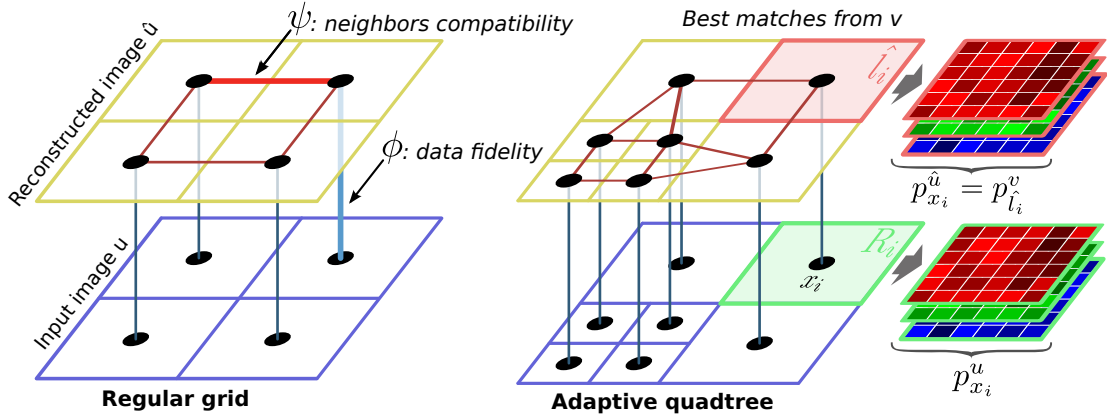 ψ: neighbors compatibility
Best matches from v
Reconstructed image û
l̂_i
ϕ: data fidelity
p^û_{x_i} = p^v_{l̂_i}
Input image u
R_i
x_i
p^u_{x_i}
Regular grid
Adaptive quadtree